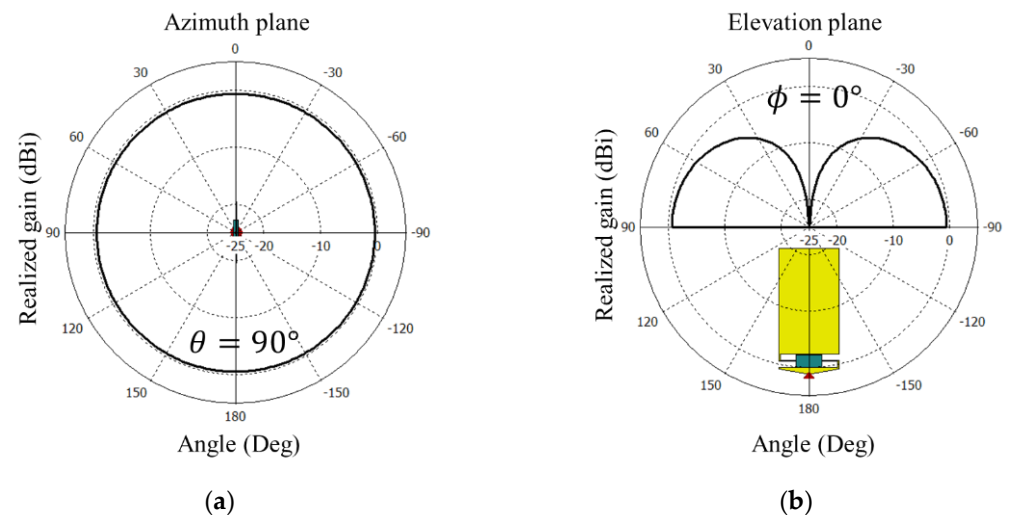 Azimuth plane
0
30 -30
60 -60
90 -90
-25 -20 -10 0
120 -120
150 -150
180
θ = 90°
Realized gain (dBi)
Angle (Deg)
(a)
Elevation plane
0
30 -30
ϕ = 0°
60 -60
90 -90
-25 -20 -10 0
120 -120
150 -150
180
Realized gain (dBi)
Angle (Deg)
(b)